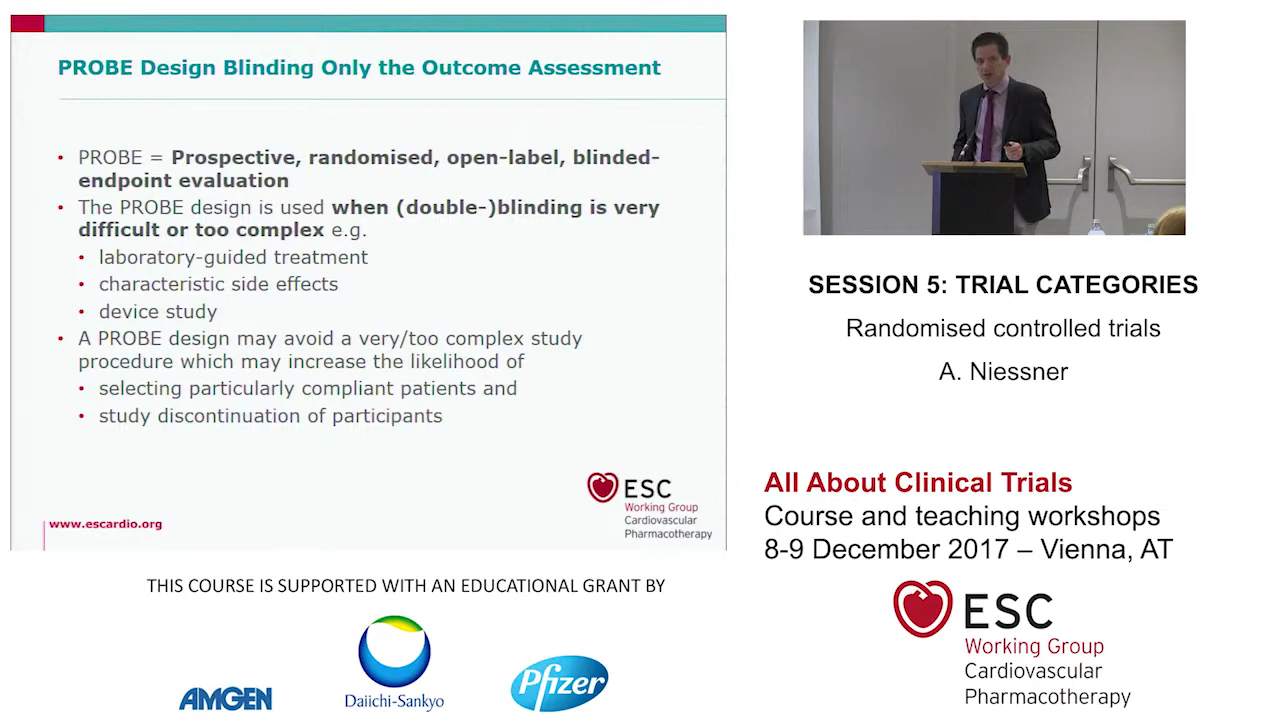 PROBE Design Blinding Only the Outcome Assessment
• PROBE = Prospective, randomised, open-label, blinded-
endpoint evaluation
• The PROBE design is used when (double-)blinding is very
difficult or too complex e.g.
• laboratory-guided treatment
• characteristic side effects
• device study
• A PROBE design may avoid a very/too complex study
procedure which may increase the likelihood of
• selecting particularly compliant patients and
• study discontinuation of participants
ESC
Working Group
Cardiovascular
Pharmacotherapy
www.escardio.org
SESSION 5: TRIAL CATEGORIES
Randomised controlled trials
A. Niessner
All About Clinical Trials
Course and teaching workshops
8-9 December 2017 – Vienna, AT
ESC
Working Group
Cardiovascular
Pharmacotherapy
THIS COURSE IS SUPPORTED WITH AN EDUCATIONAL GRANT BY
AMGEN
Daiichi-Sankyo
Pfizer